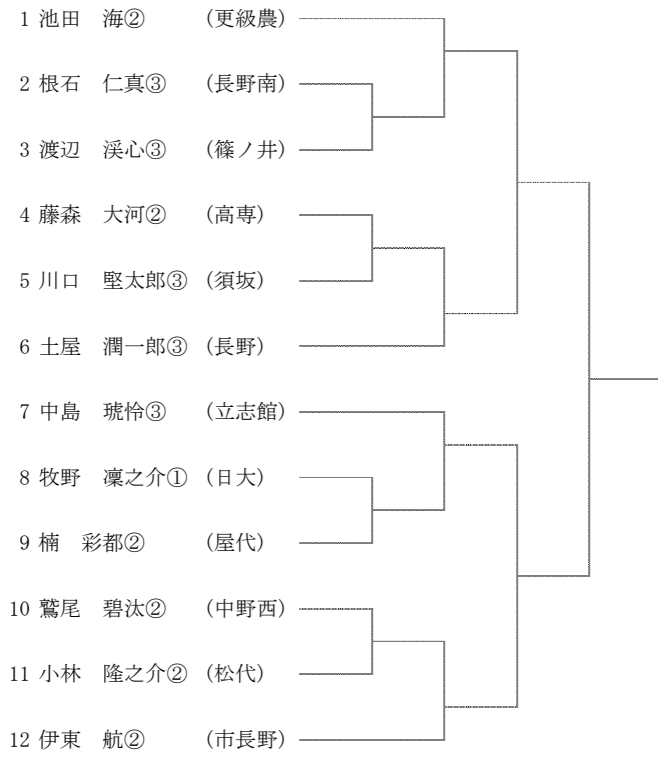 1 池田　海② （更級農）
2 根石　仁真③ （長野南）
3 渡辺　渓心③ （篠ノ井）
4 藤森　大河② （高専）
5 川口　堅太郎③ （須坂）
6 土屋　潤一郎③ （長野）
7 中島　琥怜③ （立志館）
8 牧野　凜之介① （日大）
9 楠　彩都② （屋代）
10 鷲尾　碧汰② （中野西）
11 小林　隆之介② （松代）
12 伊東　航② （市長野）